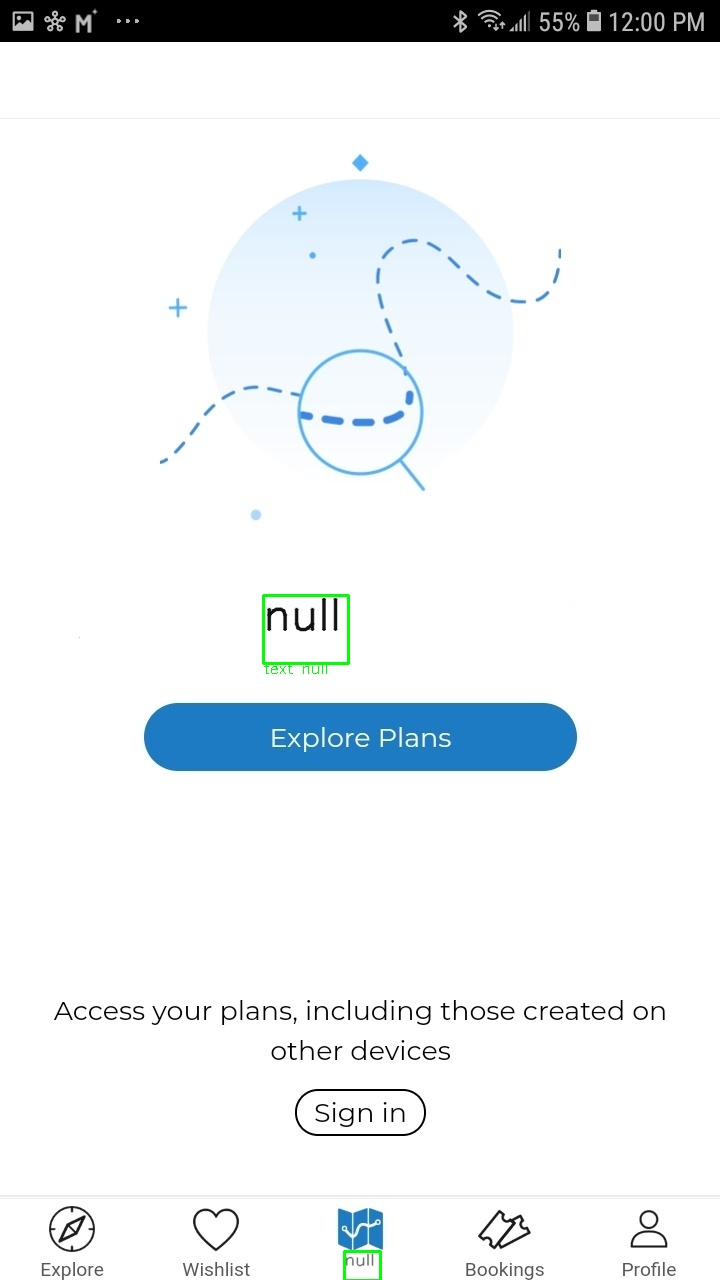 55% 12:00 PM
null
text null
Explore Plans
Access your plans, including those created on
other devices
Sign in
Explore
Wishlist
null
Bookings
Profile